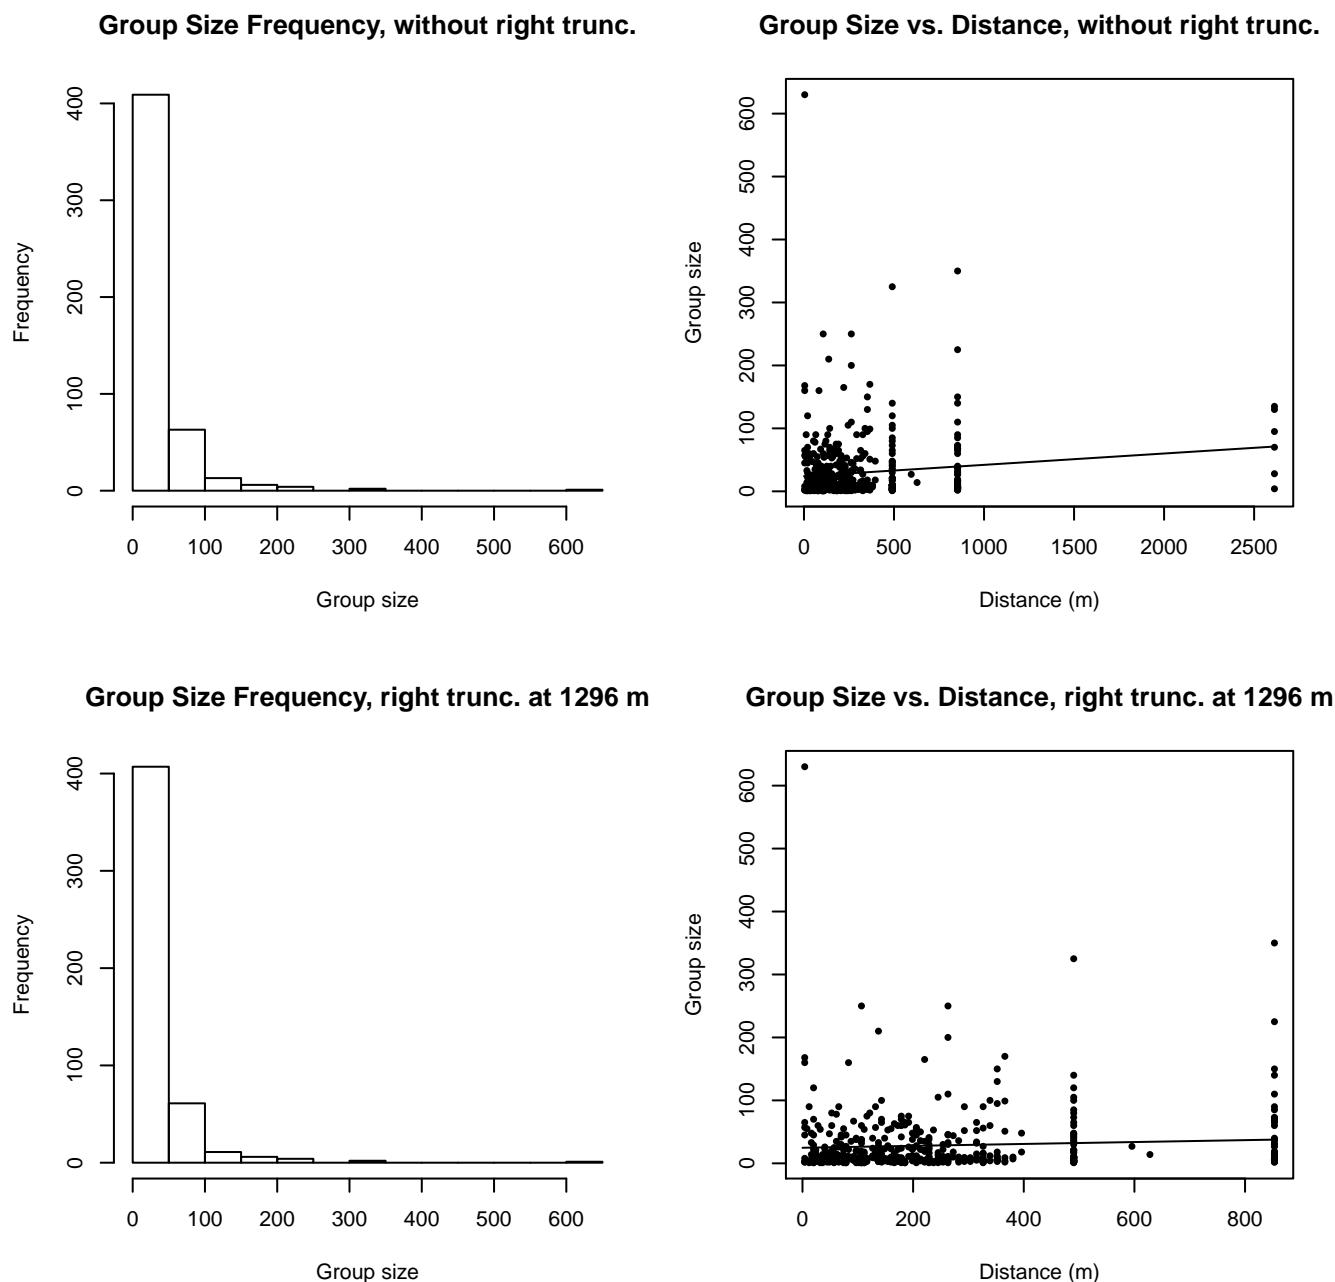 Group Size Frequency, without right trunc.
400
300
200
100
0
Frequency
0 100 200 300 400 500 600
Group size
Group Size vs. Distance, without right trunc.
600
500
400
300
200
100
0
Group size
0 500 1000 1500 2000 2500
Distance (m)
Group Size Frequency, right trunc. at 1296 m
400
300
200
100
0
Frequency
0 100 200 300 400 500 600
Group size
Group Size vs. Distance, right trunc. at 1296 m
600
500
400
300
200
100
0
Group size
0 200 400 600 800
Distance (m)